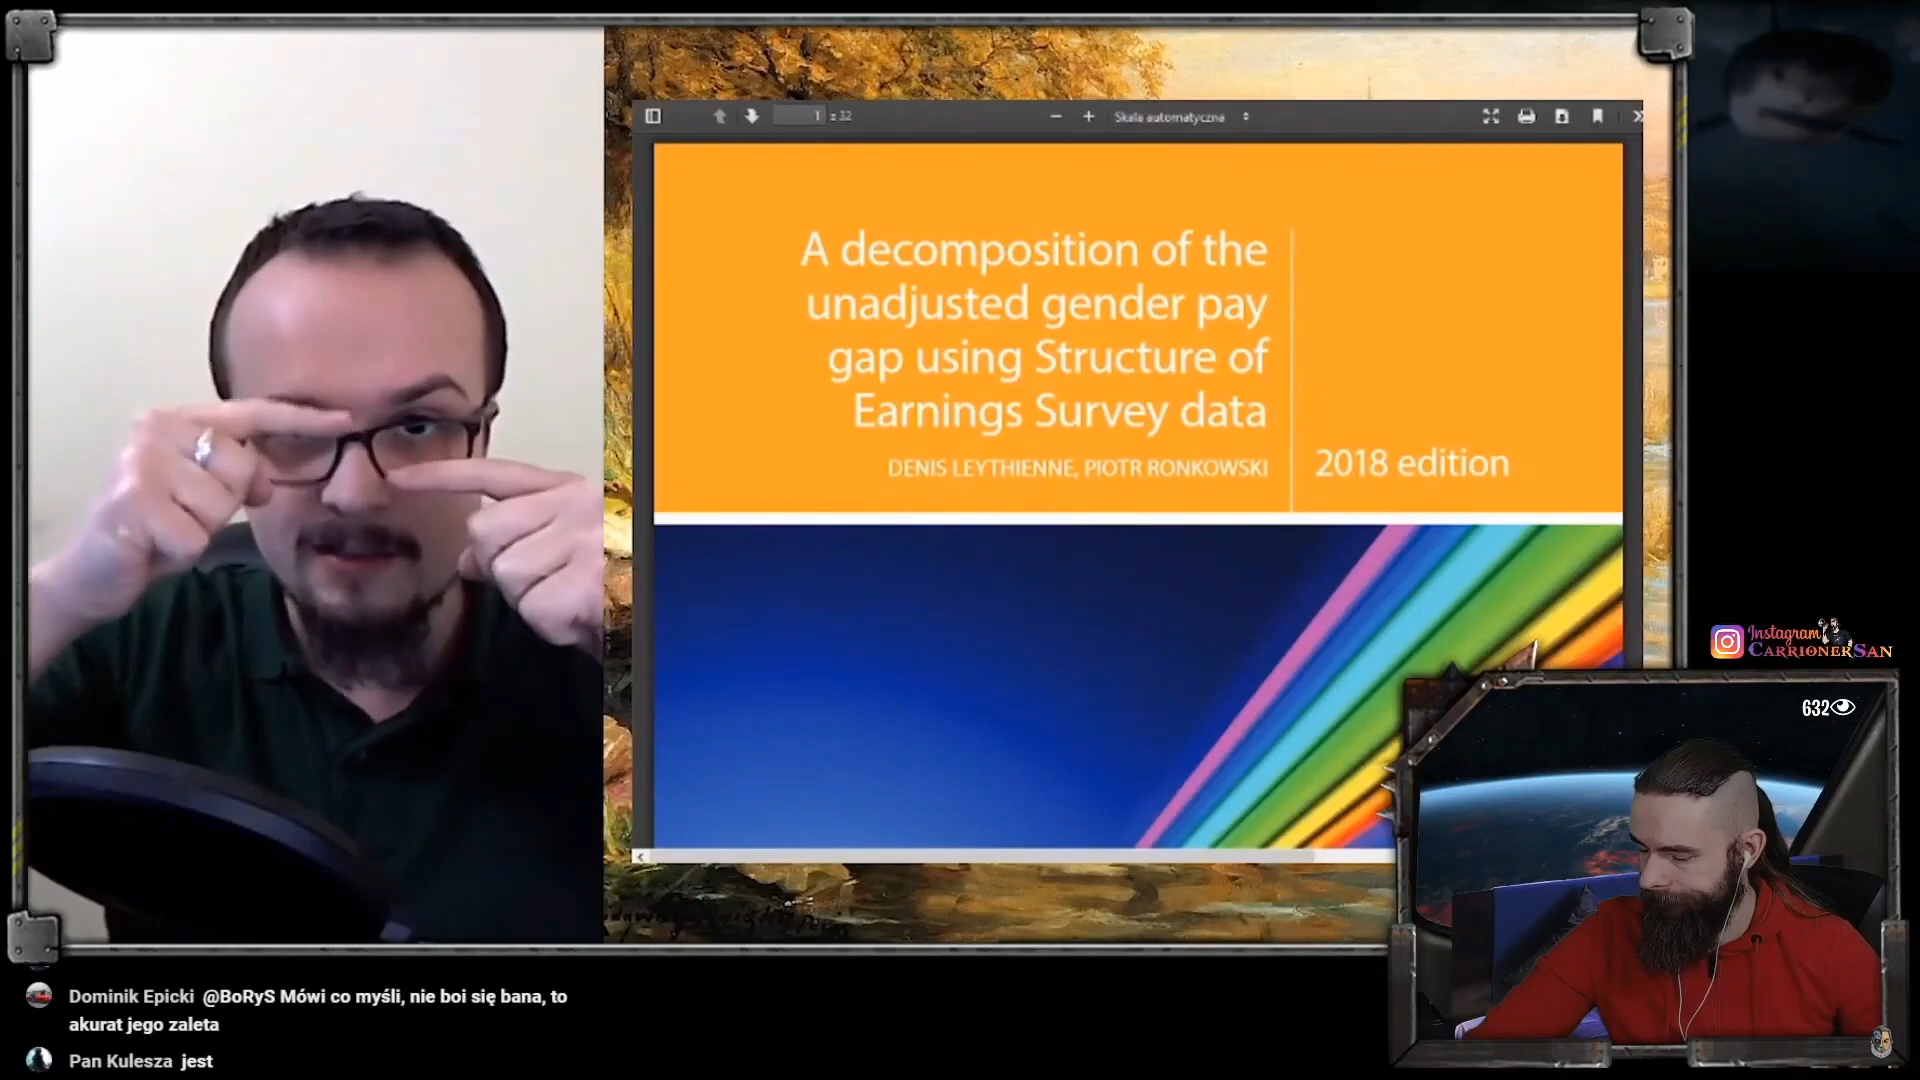 1 z 32
Skala automatyczna
A decomposition of the
unadjusted gender pay
gap using Structure of
Earnings Survey data
DENIS LEYTHIENNE, PIOTR RONKOWSKI
2018 edition
Instagram
CARRIONERSAN
632
Dominik Epicki @BoRyS Mówi co myśli, nie boi się bana, to
akurat jego zaleta
Pan Kulesza jest